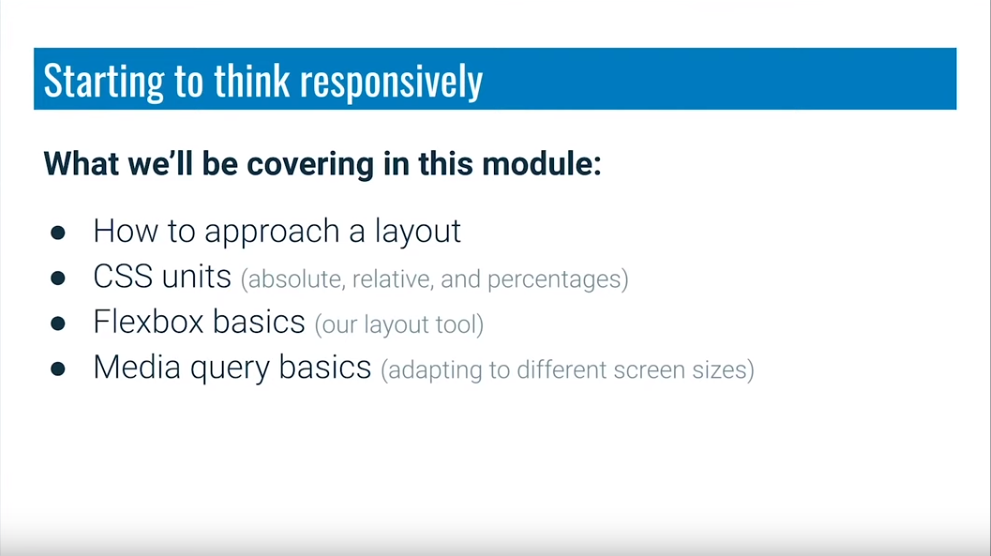 Starting to think responsively
What we’ll be covering in this module:
● How to approach a layout
● CSS units (absolute, relative, and percentages)
● Flexbox basics (our layout tool)
● Media query basics (adapting to different screen sizes)